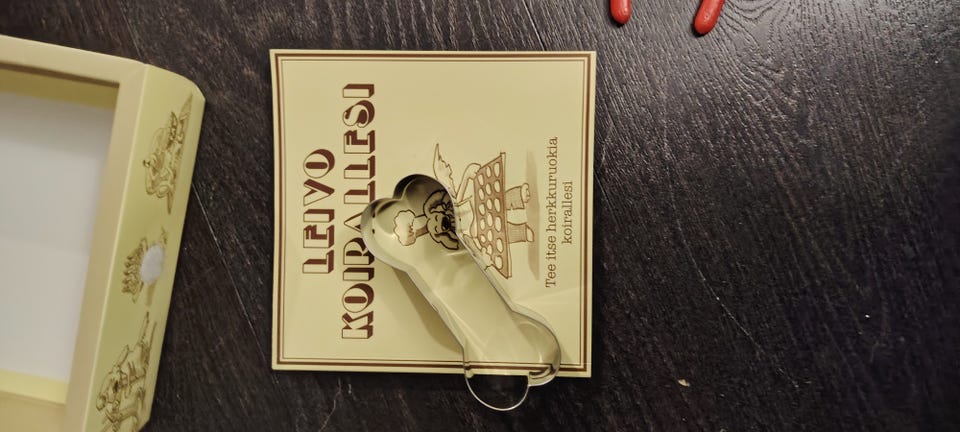 LEIVO
KOIRALLESI
Tee itse herkkuruokia
koirallesi